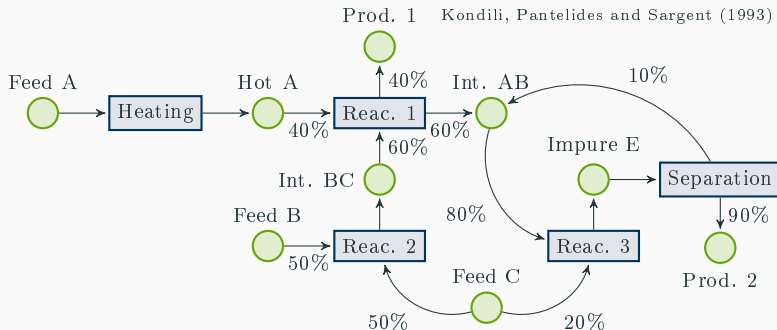 Prod. 1
Kondili, Pantelides and Sargent (1993)
Feed A
Hot A
40%
Int. AB
10%
Heating
Reac. 1
40%
60%
60%
Impure E
Int. BC
Separation
Feed B
80%
90%
Reac. 2
Reac. 3
50%
Feed C
Prod. 2
50%
20%